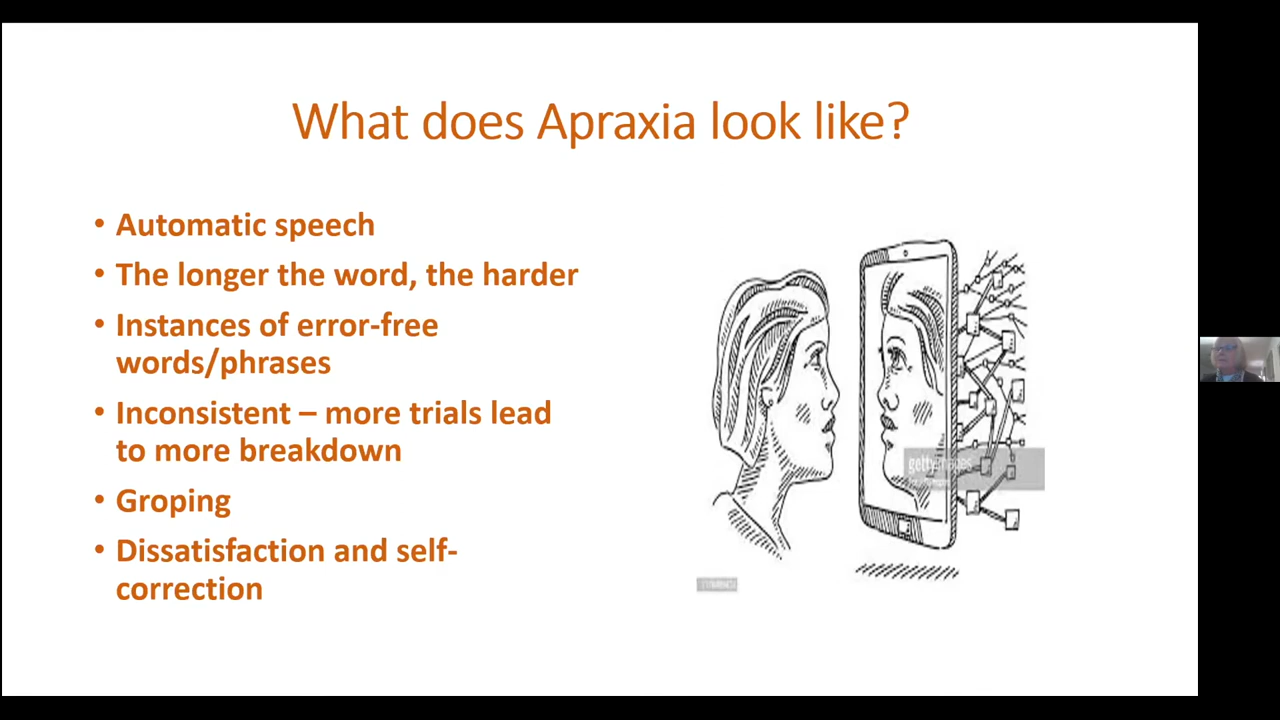 What does Apraxia look like?
• Automatic speech
• The longer the word, the harder
• Instances of error-free
words/phrases
• Inconsistent – more trials lead
to more breakdown
• Groping
• Dissatisfaction and self-
correction
gettyimages